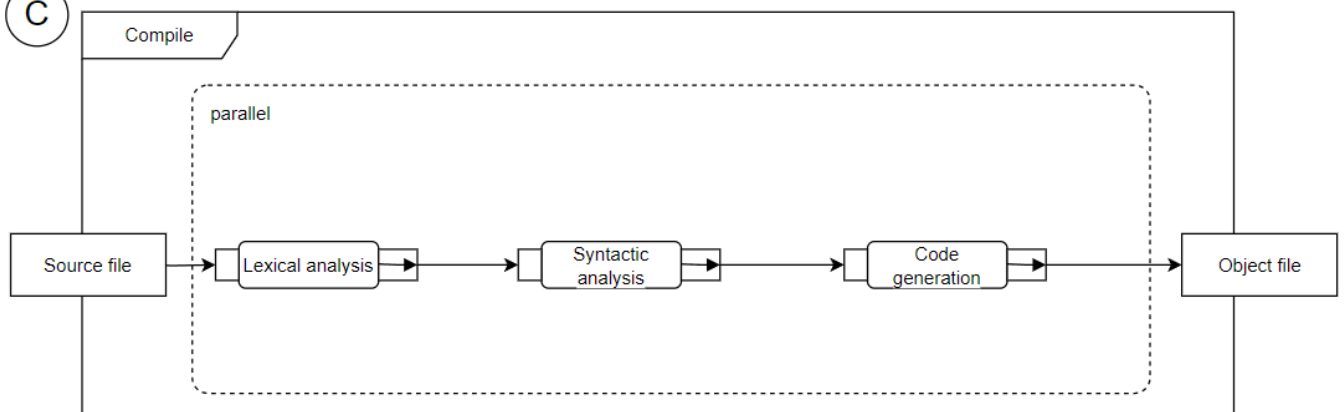 C
Compile
parallel
Source file
Lexical analysis
Syntactic
analysis
Code
generation
Object file